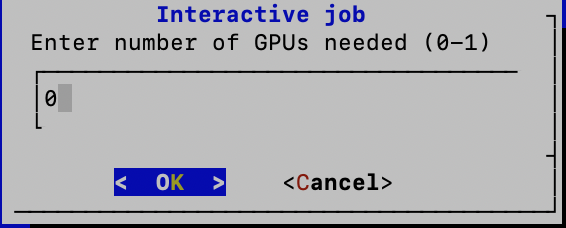 Interactive job
Enter number of GPUs needed (0-1)
0
< OK > <Cancel>